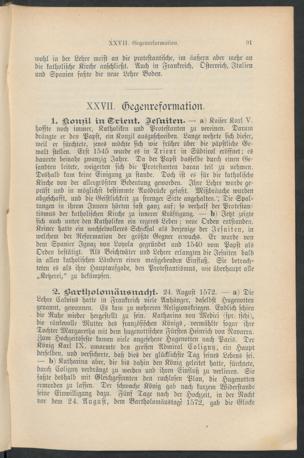 XXVII. Gegenreformation. 91
wohl in der Lehre meist an die protestantische, im äußern aber mehr an
die katholische Kirche anschließt. Auch in Frankreich, Österreich, Italien
und Spanien faßte die neue Lehre Boden.
XXVII. Gegenreformation.
1. Konzil in Trient. Jesuiten. — a) Kaiser Karl V.
hoffte noch immer, Katholiken und Protestanten zu vereinen. Darum
drängte er den Papst, ein Konzil auszuschreiben. Lange wehrte sich dieser,
weil er fürchtete, jenes möchte sich wie früher über die päpstliche Ge-
walt stellen. Erst 1545 wurde es in Trient in Südtirol eröffnet; es
dauerte beinahe zwanzig Jahre. Da der Papst dasselbe durch einen Ge-
sandten leitete, weigerten sich die Protestanten daran teil zu nehmen.
Deshalb kam keine Einigung zu stande. Doch ist es für die katholische
Kirche von der allergrößten Bedeutung geworden. Ihre Lehre wurde ge-
prüft und in möglichst bestimmte Ausdrücke gefaßt. Mißbräuche wurden
abgeschafft, und die Geistlichkeit zu strenger Sitte angehalten. Die Spal-
tungen in ihrem Innern hörten fast ganz auf; so verhalf der Protestan-
tismus der katholischen Kirche zu innerer Kräftigung. — b) Jetzt zeigte
sich auch unter den Katholiken ein regeres Leben; neue Orden entstanden.
Keiner hatte ein wechselvolleres Schicksal als derjenige der Jesuiten, in
welchem der Reformation der größte Gegner erwuchs. Er wurde von
dem Spanier Ignaz von Loyola gegründet und 1540 vom Papst als
Orden bestätigt. Als Beichtväter und Lehrer erlangten die Jesuiten bald
in allen katholischen Ländern einen maßgebenden Einfluß. Sie betrach-
teten es als ihre Hauptaufgabe, den Protestantismus, wie überhaupt alle
„Ketzerei,“ zu bekämpfen.
2. Bartholomäusnacht. 24. August 1572. — a) Die
Lehre Calvins hatte in Frankreich viele Anhänger, daselbst Hugenotten
genannt, gewonnen. Es kam zu mehreren Religionskriegen. Endlich schien
die Ruhe wieder hergestellt zu sein. Katharina von Medici (spr. ditschi),
die ränkevolle Mutter des französischen Königs, vermählte sogar ihre
Tochter Margaretha mit dem hugenottischen Fürsten Heinrich von Navarra.
Zum Hochzeitsfeste kamen viele angesehene Hugenotten nach Paris. Der
König Karl IX. ernannte den greisen Admiral Coligny, ein Haupt
derselben, und versicherte, daß dies der glücklichste Tag seines Lebens sei.
— b) Katharina aber, die bis dahin den König geleitet hatte, fürchtete,
durch Coligny verdrängt zu werden und ihren Einfluß zu verlieren. Sie
faßte deshalb mit Gleichgesinnten den ruchlosen Plan, die Hugenotten
ermorden zu lassen. Der schwache König gab nach kurzem Widerstande
seine Einwilligung dazu. Fünf Tage nach der Hochzeit, in der Nacht
vor dem 24. August, dem Bartholomäustag 1572, gab die Glocke